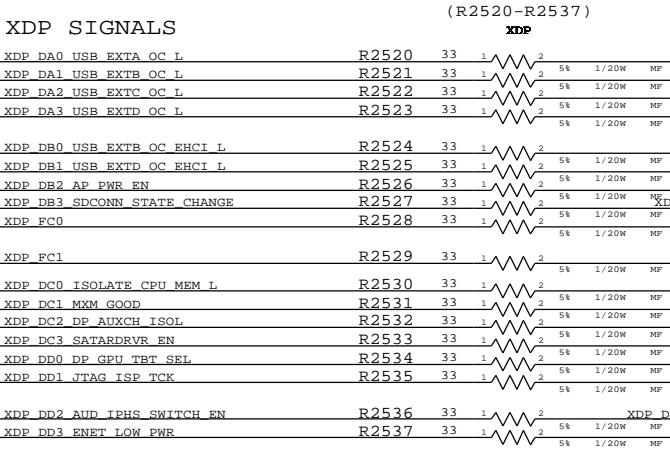 (R2520-R2537)
XDP SIGNALS XDP
XDP_DA0_USB_EXTA_OC_L R2520 33 1 2
5% 1/20W MF
XDP_DA1_USB_EXTB_OC_L R2521 33 1 2
5% 1/20W MF
XDP_DA2_USB_EXTC_OC_L R2522 33 1 2
5% 1/20W MF
XDP_DA3_USB_EXTD_OC_L R2523 33 1 2
5% 1/20W MF
XDP_DB0_USB_EXTB_OC_EHCI_L R2524 33 1 2
5% 1/20W MF
XDP_DB1_USB_EXTD_OC_EHCI_L R2525 33 1 2
5% 1/20W MF
XDP_DB2_AP_PWR_EN R2526 33 1 2
5% 1/20W MF
XDP_DB3_SDCONN_STATE_CHANGE R2527 33 1 2 XD
5% 1/20W MF
XDP_FC0 R2528 33 1 2
5% 1/20W MF
XDP_FC1 R2529 33 1 2
5% 1/20W MF
XDP_DC0_ISOLATE_CPU_MEM_L R2530 33 1 2
5% 1/20W MF
XDP_DC1_MXM_GOOD R2531 33 1 2
5% 1/20W MF
XDP_DC2_DP_AUXCH_ISOL R2532 33 1 2
5% 1/20W MF
XDP_DC3_SATARDRVR_EN R2533 33 1 2
5% 1/20W MF
XDP_DD0_DP_GPU_TBT_SEL R2534 33 1 2
5% 1/20W MF
XDP_DD1_JTAG_ISP_TCK R2535 33 1 2
5% 1/20W MF
XDP_DD2_AUD_IPHS_SWITCH_EN R2536 33 1 2 XDP_D
5% 1/20W MF
XDP_DD3_ENET_LOW_PWR R2537 33 1 2
5% 1/20W MF